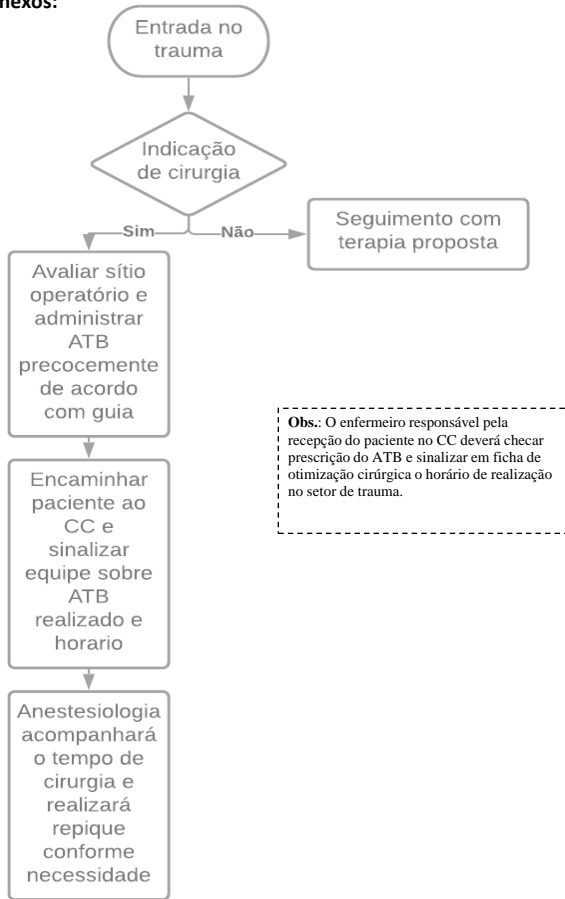 nexos:
Entrada no
trauma
Indicação
de cirurgia
Sim
Não
Seguimento com
terapia proposta
Avaliar sítio
operatório e
administrar
ATB
precocemente
de acordo
com guia
Obs.: O enfermeiro responsável pela
recepção do paciente no CC deverá checar
prescrição do ATB e sinalizar em ficha de
otimização cirúrgica o horário de realização
no setor de trauma.
Encaminhar
paciente ao
CC e
sinalizar
equipe sobre
ATB
realizado e
horario
Anestesiologia
acompanhará
o tempo de
cirurgia e
realizará
repique
conforme
necessidade